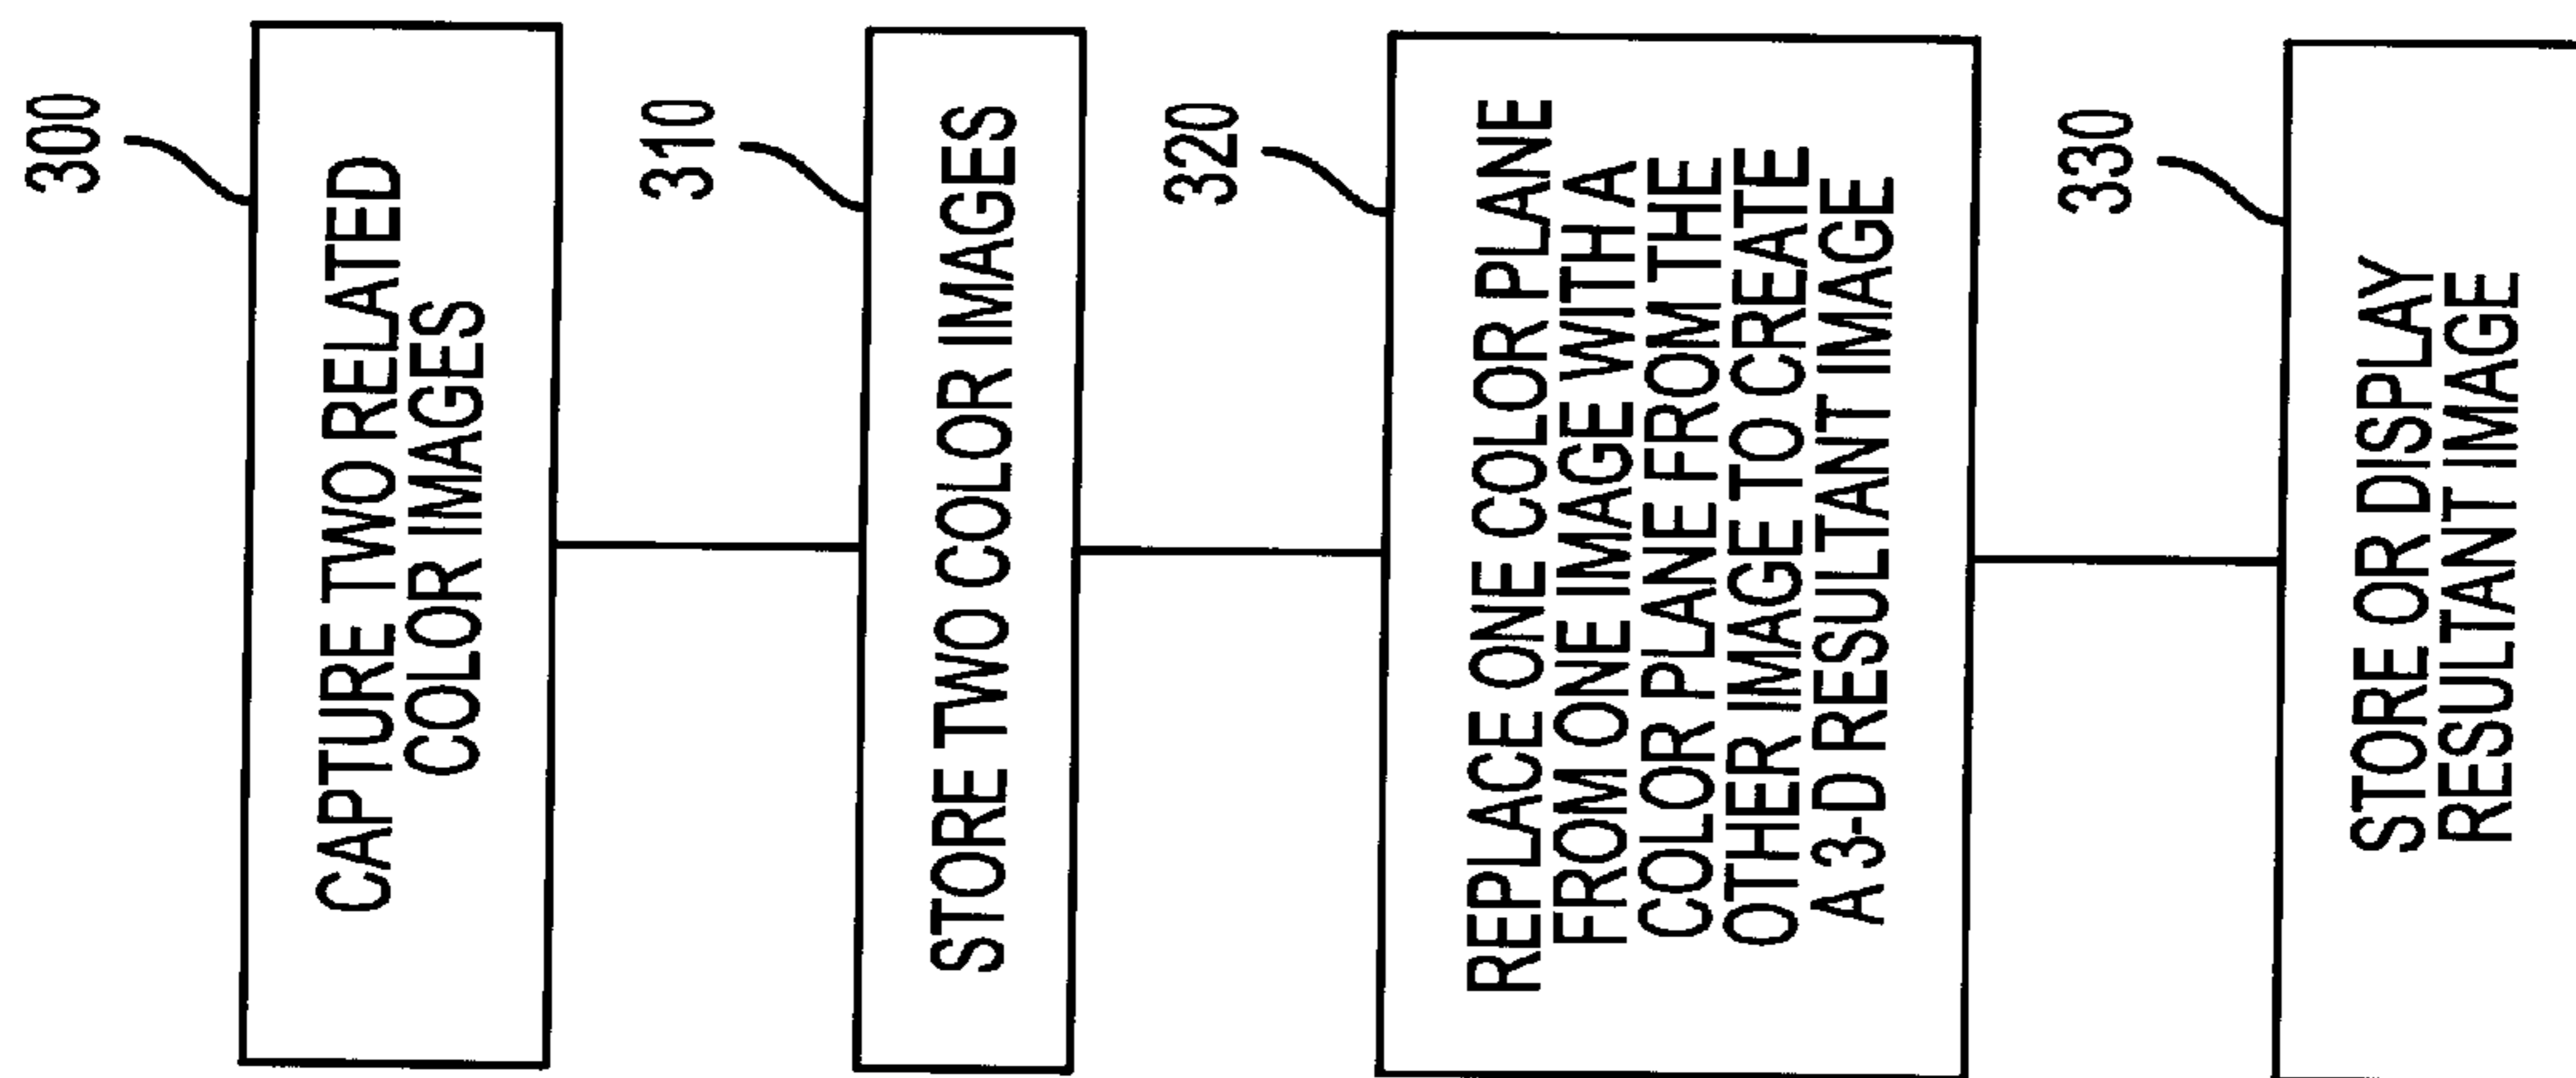 300
CAPTURE TWO RELATED
COLOR IMAGES
310
STORE TWO COLOR IMAGES
320
REPLACE ONE COLOR PLANE
FROM ONE IMAGE WITH A
COLOR PLANE FROM THE
OTHER IMAGE TO CREATE
A 3-D RESULTANT IMAGE
330
STORE OR DISPLAY
RESULTANT IMAGE